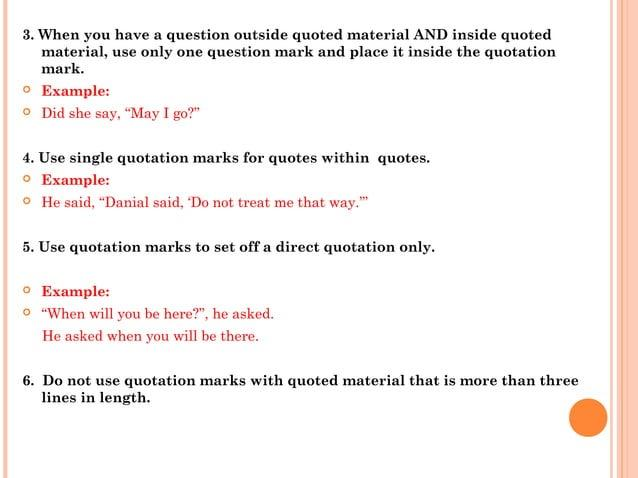 3. When you have a question outside quoted material AND inside quoted
material, use only one question mark and place it inside the quotation
mark.
Example:
Did she say, “May I go?”
4. Use single quotation marks for quotes within  quotes.
Example:
He said, “Danial said, ‘Do not treat me that way.’”
5. Use quotation marks to set off a direct quotation only.
Example:
“When will you be here?”, he asked.
He asked when you will be there.
6.  Do not use quotation marks with quoted material that is more than three
lines in length.